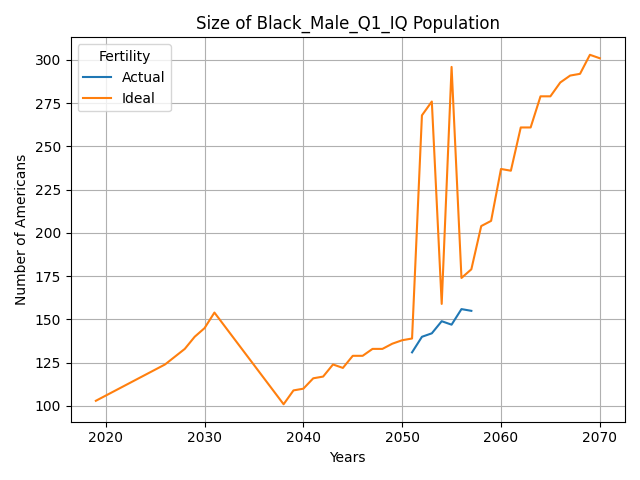 Size of Black_Male_Q1_IQ Population
Fertility
Actual
Ideal
Number of Americans
300
275
250
225
200
175
150
125
100
2020 2030 2040 2050 2060 2070
Years